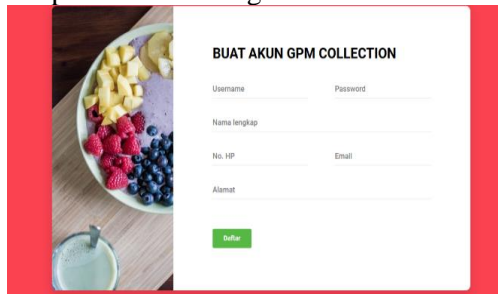 BUAT AKUN GPM COLLECTION
Username Password
Nama lengkap
No. HP Email
Alamat
Daftar